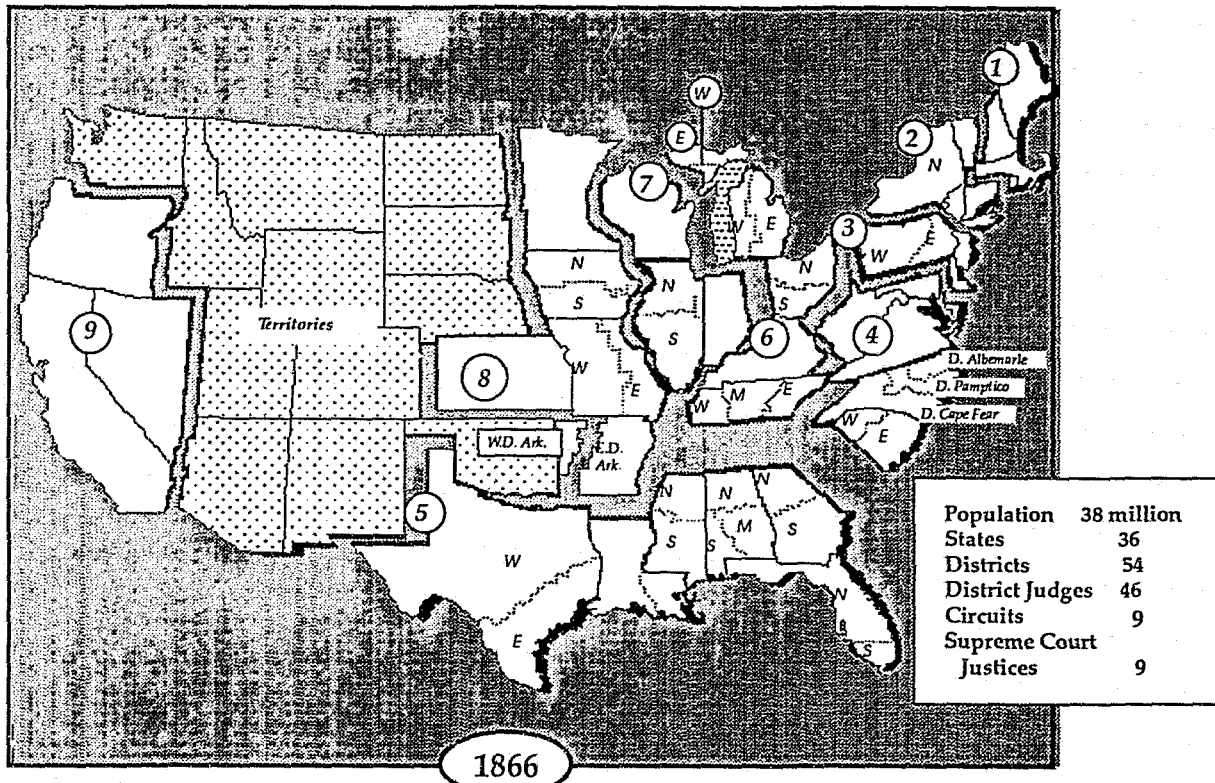 1
W
2
E
N
7
3
W
E
W
E
N
N
S
N
S
Territories
9
6
4
S
8
W
E
D. Albemarle
W
M
E
D. Pamptico
D. Cape Fear
W
E
W.D. Ark.
E.D.
Ark.
5
N
N
N
S
M
S
S
W
N
E
S
Population 38 million
States 36
Districts 54
District Judges 46
Circuits 9
Supreme Court
Justices 9
1866